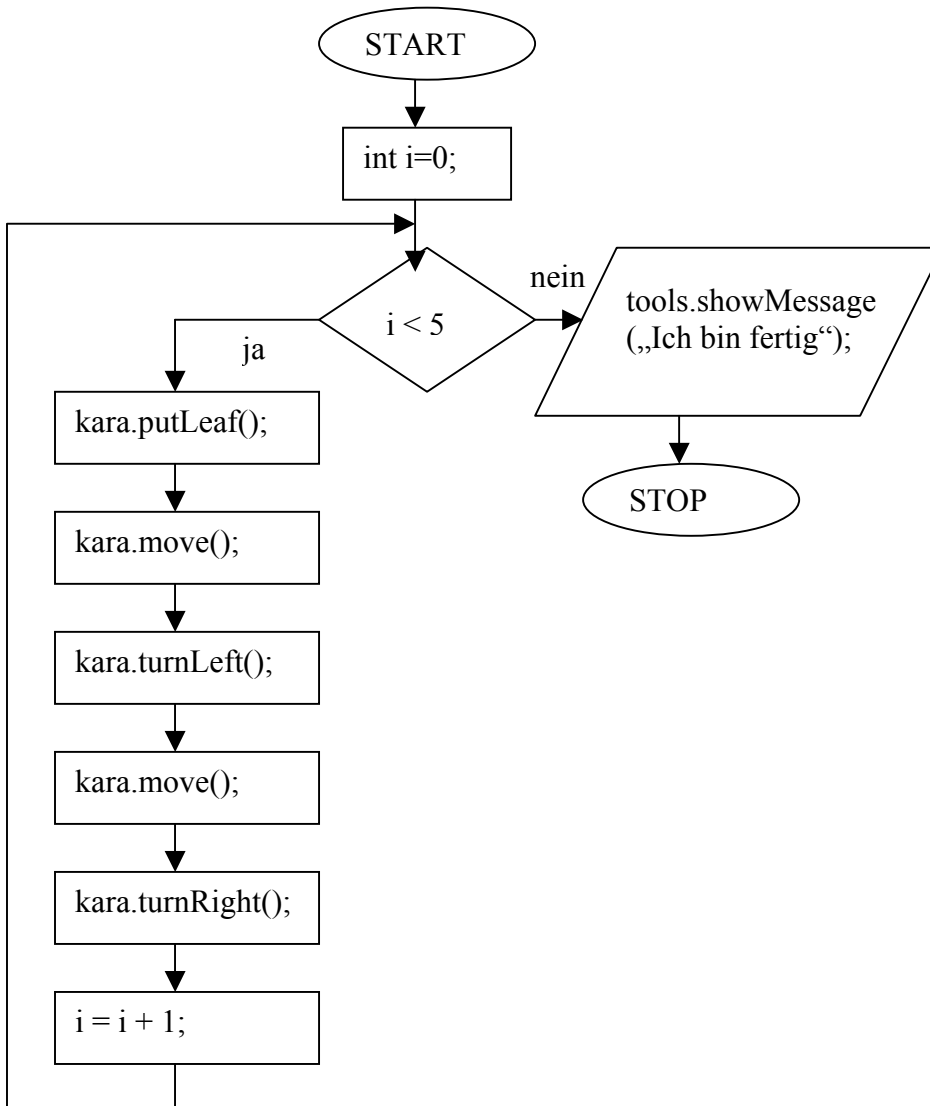 START
int i=0;
i < 5
nein
tools.showMessage
(„Ich bin fertig“);
STOP
ja
kara.putLeaf();
kara.move();
kara.turnLeft();
kara.move();
kara.turnRight();
i = i + 1;